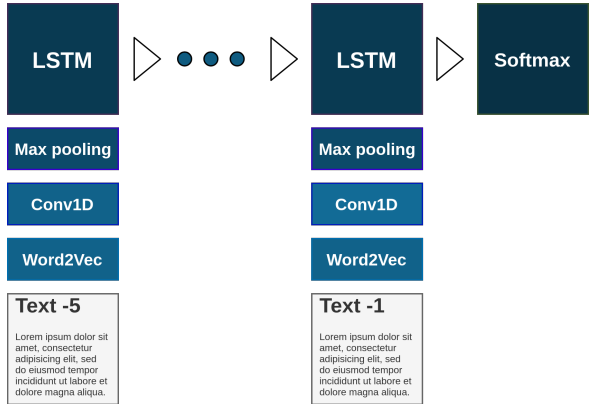 LSTM
LSTM
Softmax
Max pooling
Max pooling
Conv1D
Conv1D
Word2Vec
Word2Vec
Text -5
Lorem ipsum dolor sit
amet, consectetur
adipisicing elit, sed
do eiusmod tempor
incididunt ut labore et
dolore magna aliqua.
Text -1
Lorem ipsum dolor sit
amet, consectetur
adipisicing elit, sed
do eiusmod tempor
incididunt ut labore et
dolore magna aliqua.